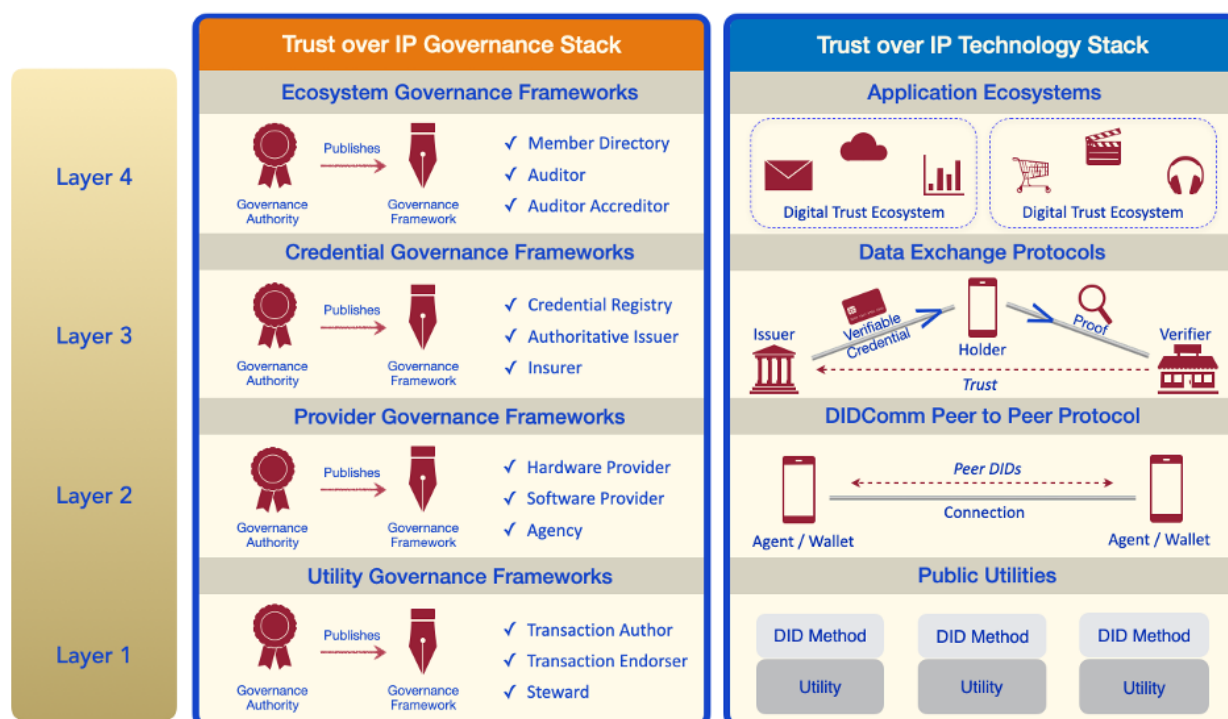 Trust over IP Governance Stack
Trust over IP Technology Stack
Layer 4
Ecosystem Governance Frameworks
Publishes
Governance
Authority
Governance
Framework
✓ Member Directory
✓ Auditor
✓ Auditor Accreditor
Application Ecosystems
Digital Trust Ecosystem
Digital Trust Ecosystem
Layer 3
Credential Governance Frameworks
Publishes
Governance
Authority
Governance
Framework
✓ Credential Registry
✓ Authoritative Issuer
✓ Insurer
Data Exchange Protocols
Issuer
Verifiable
Credential
Holder
Proof
Verifier
Trust
Layer 2
Provider Governance Frameworks
Publishes
Governance
Authority
Governance
Framework
✓ Hardware Provider
✓ Software Provider
✓ Agency
DIDComm Peer to Peer Protocol
Peer DIDs
Connection
Agent / Wallet
Agent / Wallet
Layer 1
Utility Governance Frameworks
Publishes
Governance
Authority
Governance
Framework
✓ Transaction Author
✓ Transaction Endorser
✓ Steward
Public Utilities
DID Method
DID Method
DID Method
Utility
Utility
Utility